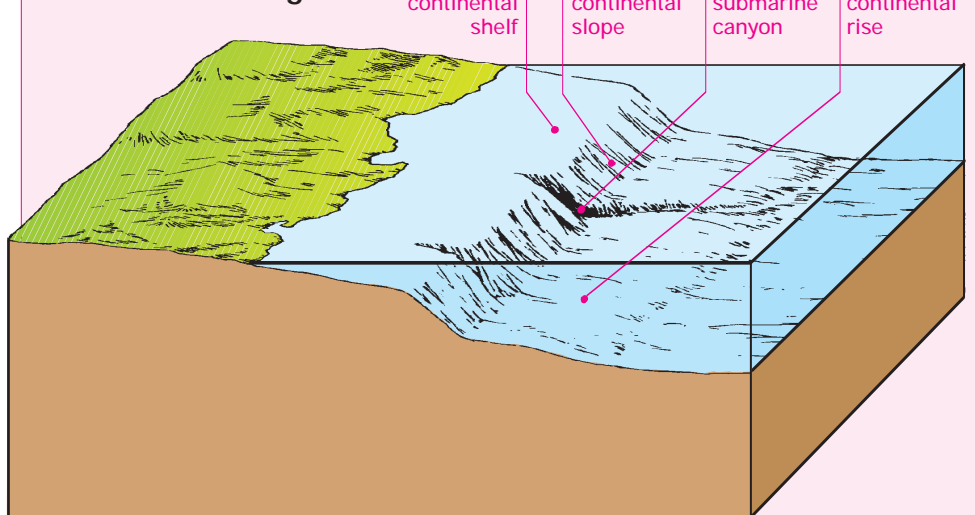 continental
shelf
continental
slope
submarine
canyon
continental
rise